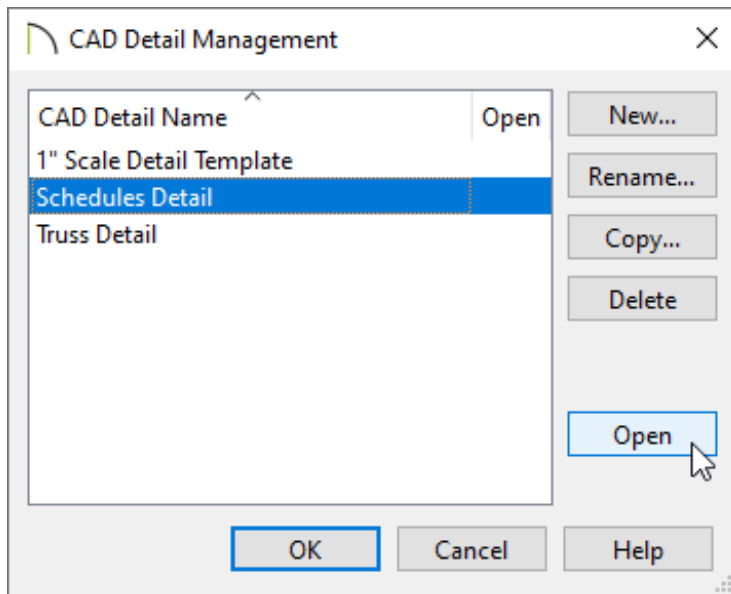 CAD Detail Management
CAD Detail Name Open
1" Scale Detail Template
Schedules Detail
Truss Detail
New...
Rename...
Copy...
Delete
Open
OK Cancel Help